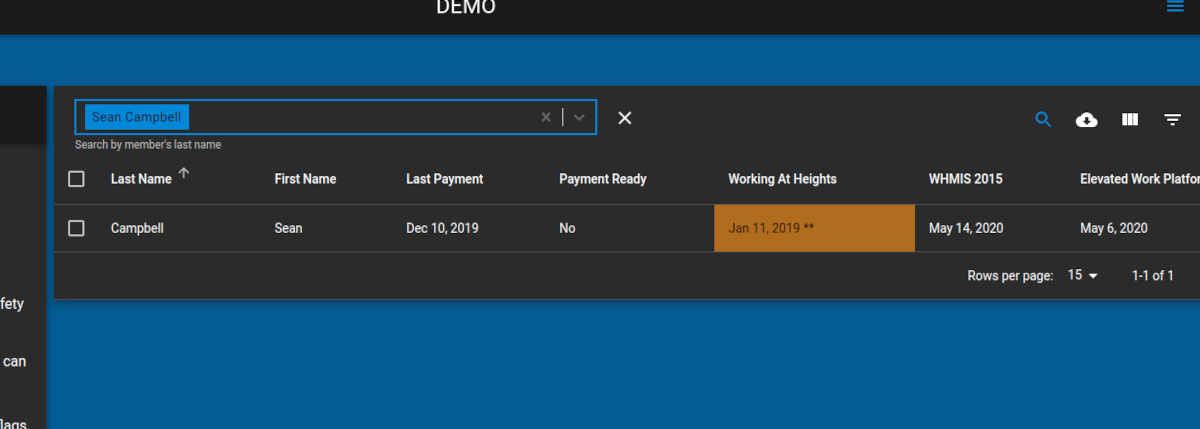 DEMO
Sean Campbell
Search by member's last name
Last Name First Name Last Payment Payment Ready Working At Heights WHMIS 2015 Elevated Work Platfor
Campbell Sean Dec 10, 2019 No Jan 11, 2019 ** May 14, 2020 May 6, 2020
Rows per page: 15 1-1 of 1
fety
can
lags